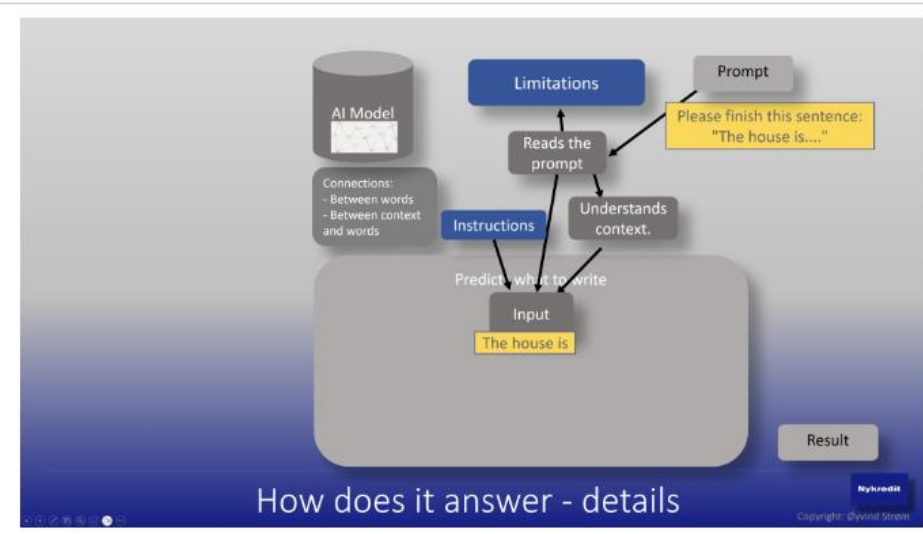 AI Model
Limitations
Prompt
Please finish this sentence:
"The house is...."
Reads the
prompt
Connections:
- Between words
- Between context
and words
Instructions
Understands
context.
Predicts what to write
Input
The house is
Result
How does it answer - details
Nykredit
Copyright: Øyvind Strøm